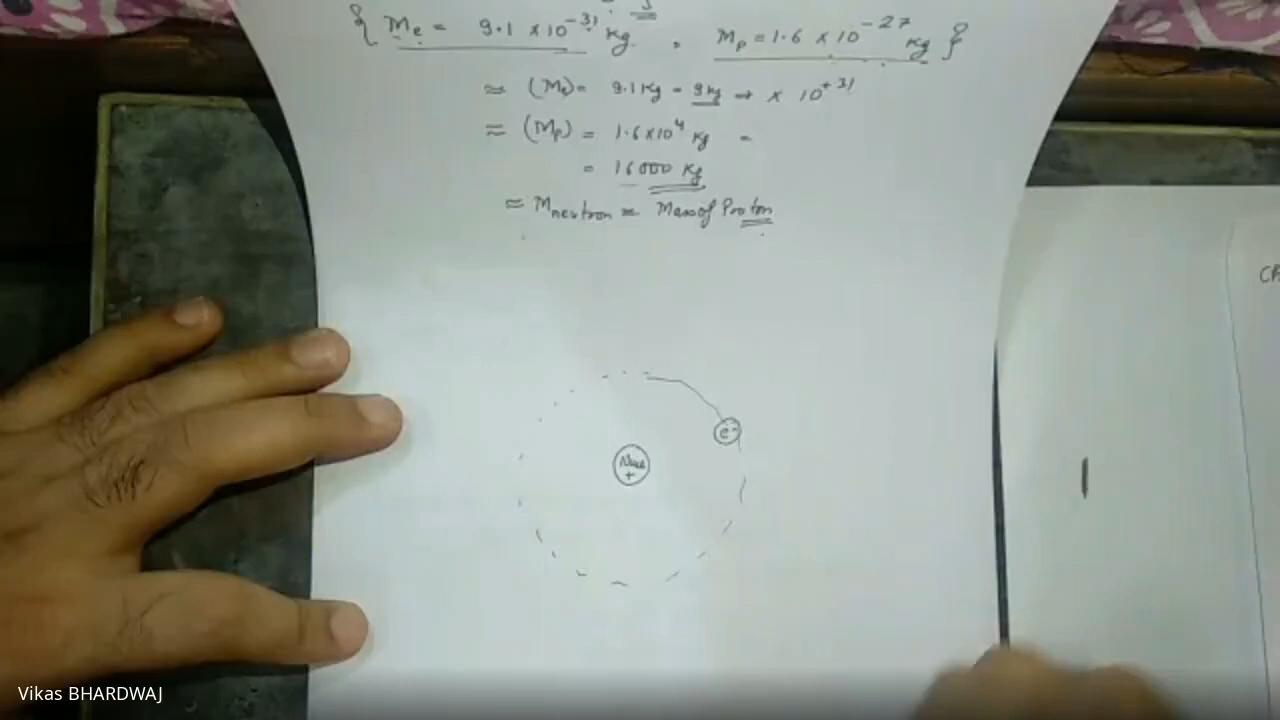 { Me = 9.1 × 10⁻³¹ kg , Mp = 1.6 × 10⁻²⁷ kg }
≈ (Me) = 9.1 kg = 9 kg → × 10⁺³¹
≈ (Mp) = 1.6 × 10⁴ kg =
= 16000 kg
≈ Mneutron ≈ Mass of Proton
e⁻
+
CR
Vikas BHARDWAJ